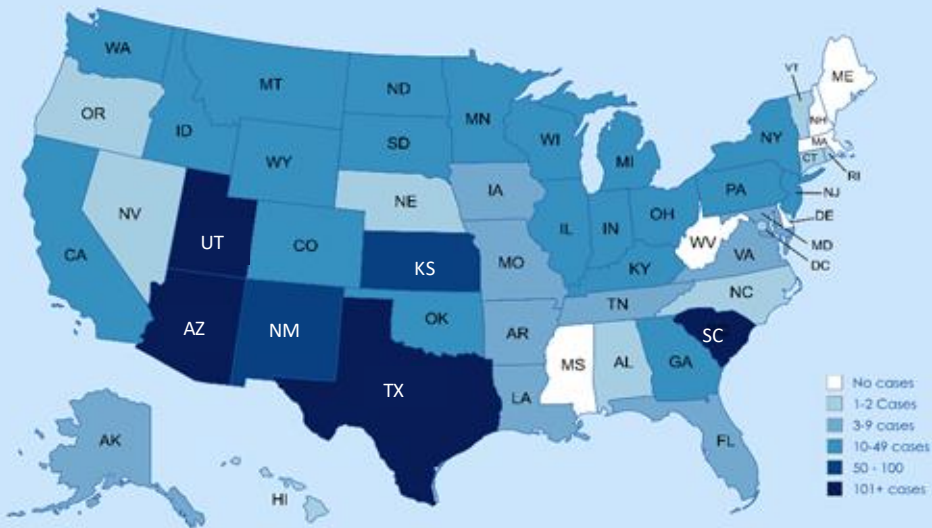 WA
MT
ND
MN
OR
ID
SD
WI
MI
NY
VT
ME
NH
MA
CT
RI
WY
IA
NE
PA
NJ
NV
UT
CO
IL
IN
OH
DE
WV
MD
CA
KS
MO
KY
VA
DC
AZ
NM
OK
AR
TN
NC
SC
TX
MS
AL
GA
LA
FL
AK
HI
No cases
1-2 Cases
3-9 cases
10-49 cases
50 - 100
101+ cases